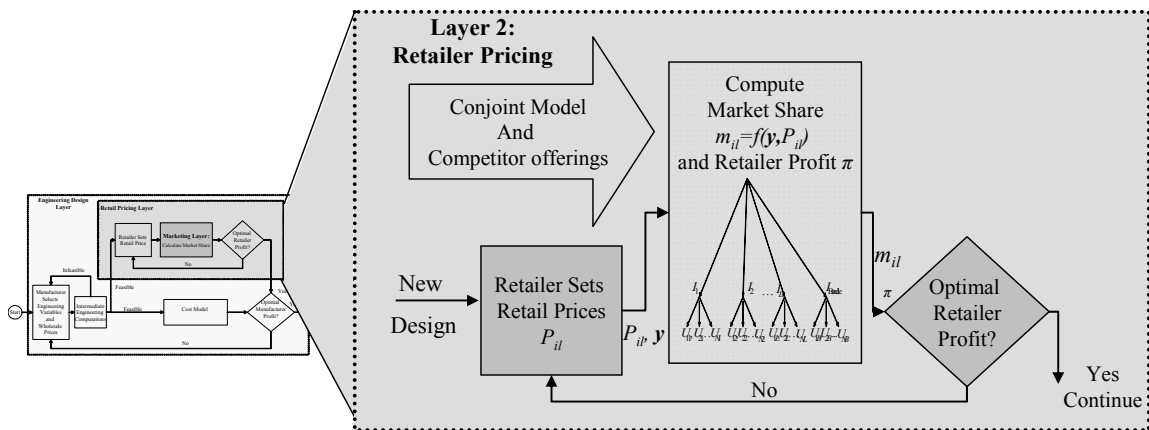 Layer 2:
Retailer Pricing
Conjoint Model
And
Competitor offerings
Compute
Market Share
m_il=f(y,P_il)
and Retailer Profit π
I_2
New
Design
Retailer Sets
Retail Prices
P_il
P_il, y
m_il
π
Optimal
Retailer
Profit?
No
Yes
Continue
Engineering Design
Layer
Retail Pricing Layer
Retailer Sets
Retail Price
Marketing Layer:
Calculate Market Share
Optimal
Retailer
Profit?
No
Infeasible
Feasible
Yes
Start
Manufacturer
Selects
Engineering
Variables
and
Wholesale
Prices
Intermediate
Engineering
Computations
Feasible
Cost Model
Optimal
Manufacturer
Profit?
No